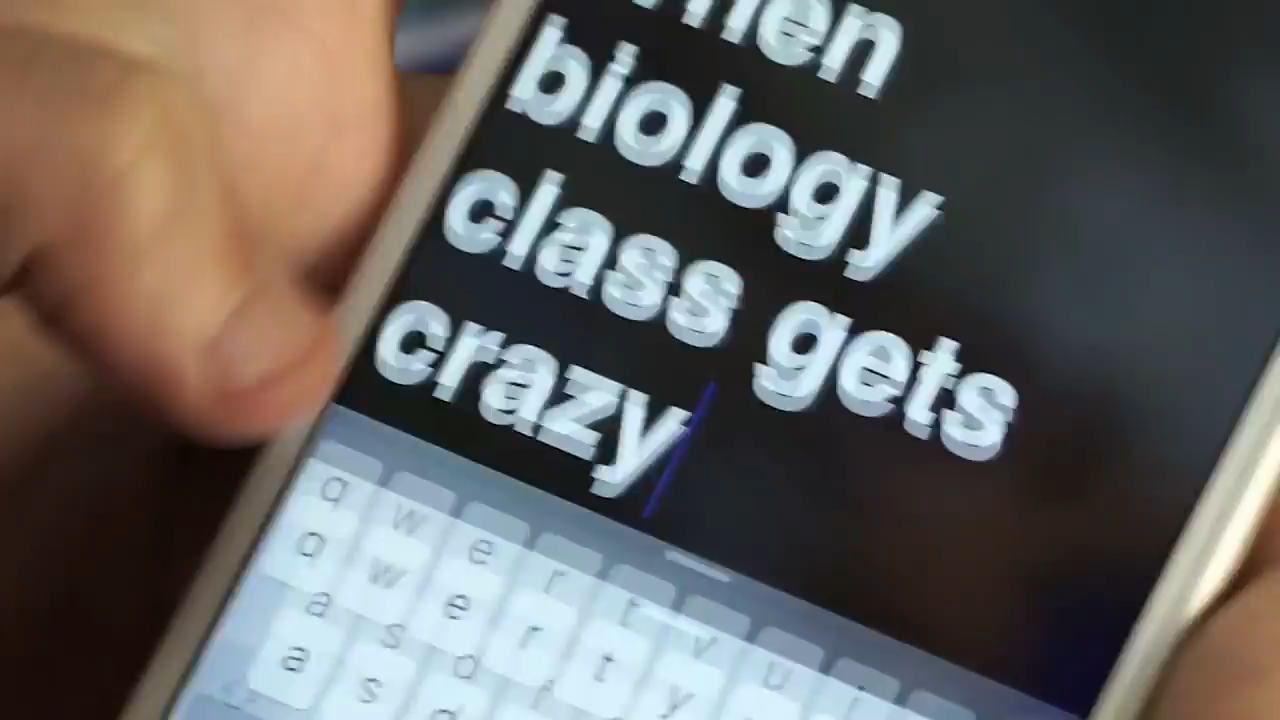 biology
class gets
crazy
q w e r t y u
a s